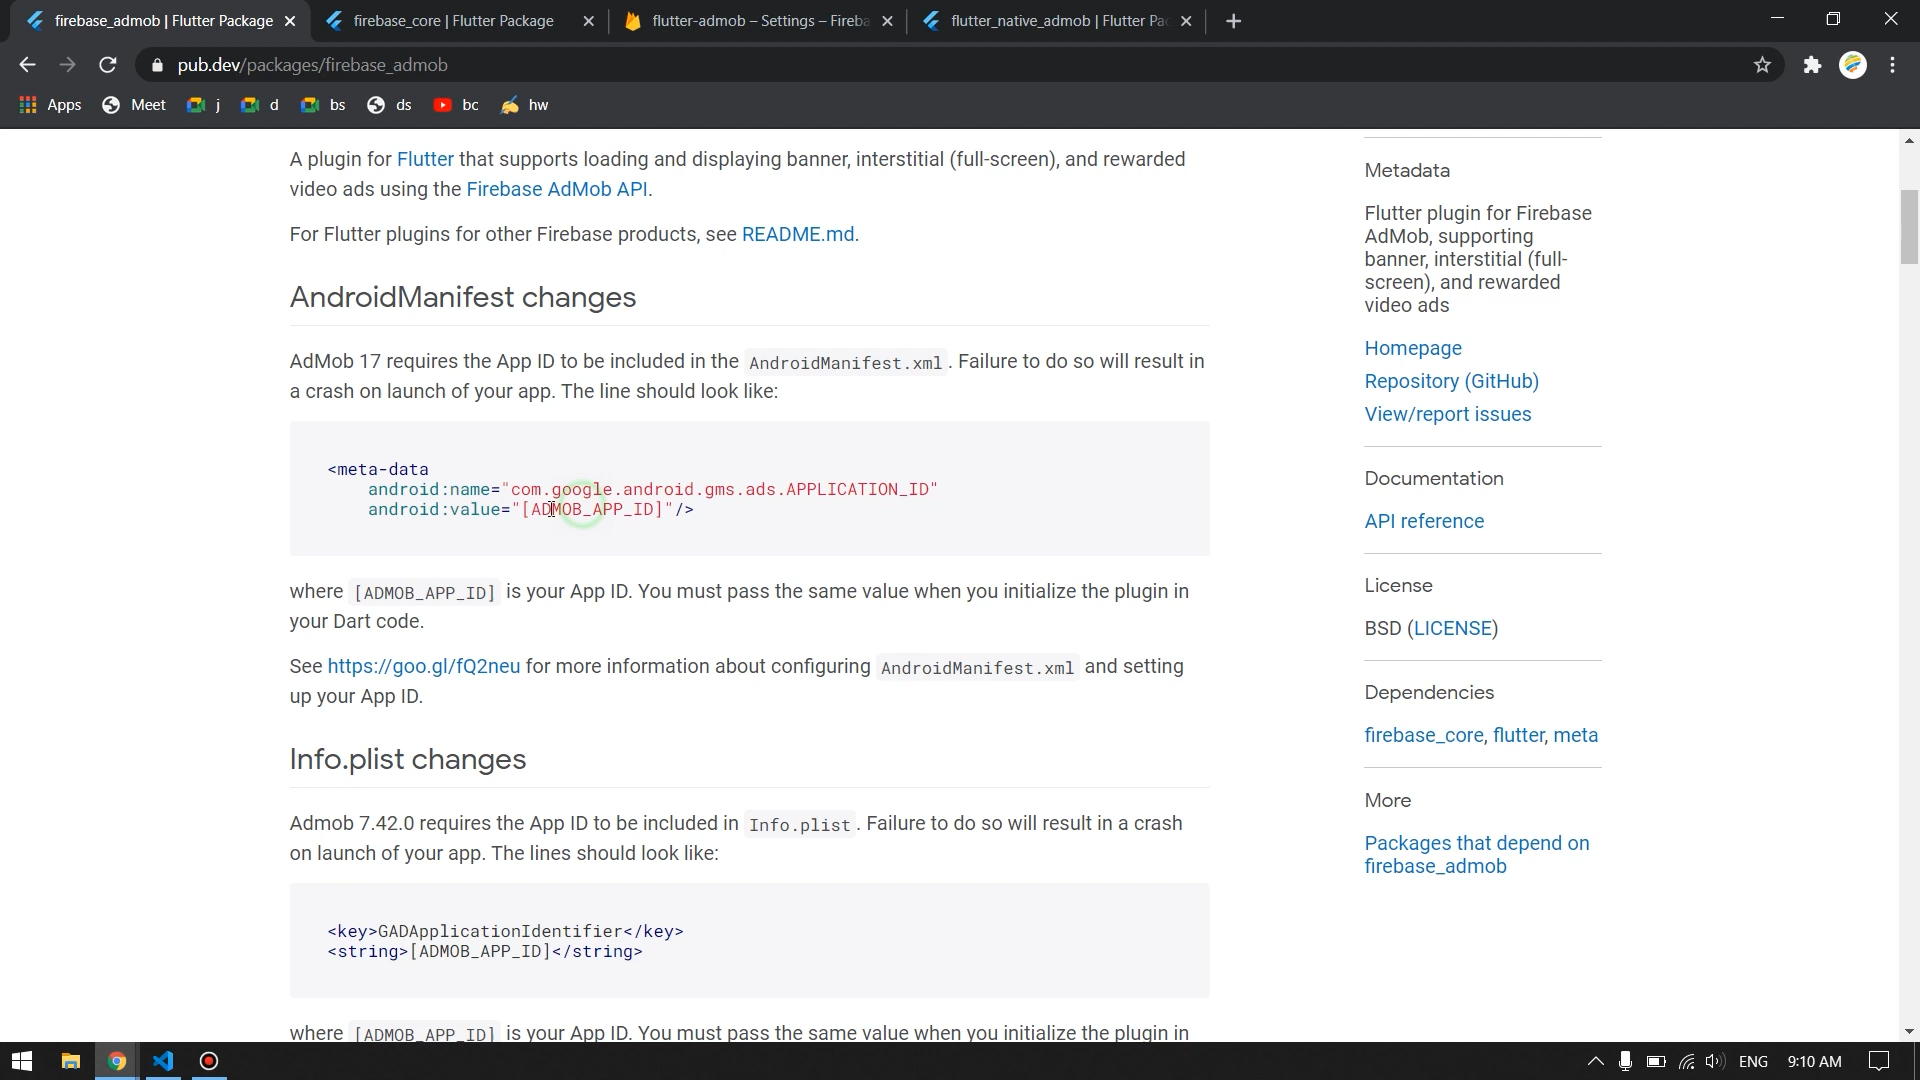 firebase_admob | Flutter Package
firebase_core | Flutter Package
flutter-admob – Settings – Fireba
flutter_native_admob | Flutter Pac
pub.dev/packages/firebase_admob
Apps
Meet
j
d
bs
ds
bc
hw
A plugin for Flutter that supports loading and displaying banner, interstitial (full-screen), and rewarded
video ads using the Firebase AdMob API.
For Flutter plugins for other Firebase products, see README.md.
AndroidManifest changes
AdMob 17 requires the App ID to be included in the AndroidManifest.xml. Failure to do so will result in
a crash on launch of your app. The line should look like:
<meta-data
android:name="com.google.android.gms.ads.APPLICATION_ID"
android:value="[ADMOB_APP_ID]"/>
where [ADMOB_APP_ID] is your App ID. You must pass the same value when you initialize the plugin in
your Dart code.
See https://goo.gl/fQ2neu for more information about configuring AndroidManifest.xml and setting
up your App ID.
Info.plist changes
Admob 7.42.0 requires the App ID to be included in Info.plist. Failure to do so will result in a crash
on launch of your app. The lines should look like:
<key>GADApplicationIdentifier</key>
<string>[ADMOB_APP_ID]</string>
where [ADMOB_APP_ID] is your App ID. You must pass the same value when you initialize the plugin in
Metadata
Flutter plugin for Firebase
AdMob, supporting
banner, interstitial (full-
screen), and rewarded
video ads
Homepage
Repository (GitHub)
View/report issues
Documentation
API reference
License
BSD (LICENSE)
Dependencies
firebase_core, flutter, meta
More
Packages that depend on
firebase_admob
ENG
9:10 AM